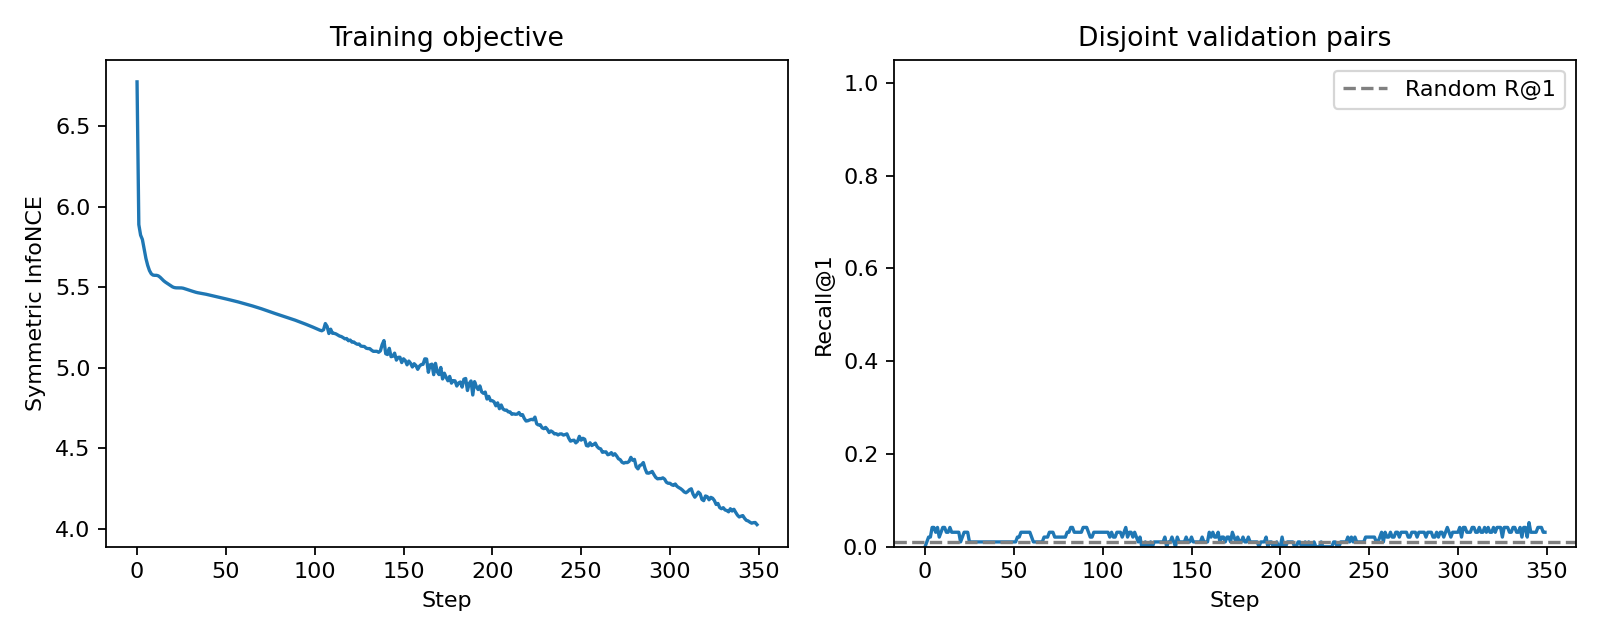 Training objective
Symmetric InfoNCE
6.5
6.0
5.5
5.0
4.5
4.0
0 50 100 150 200 250 300 350
Step
Disjoint validation pairs
Random R@1
Recall@1
1.0
0.8
0.6
0.4
0.2
0.0
0 50 100 150 200 250 300 350
Step